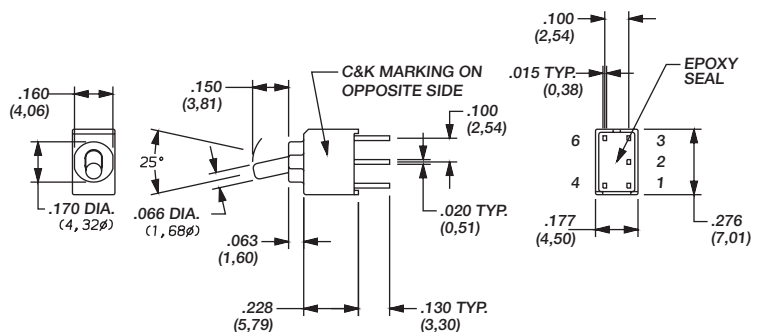 .160
(4,06)
.170 DIA.
(4,32ø)
25°
.150
(3,81)
.066 DIA.
(1,68ø)
.063
(1,60)
.228
(5,79)
C&K MARKING ON
OPPOSITE SIDE
.100
(2,54)
.020 TYP.
(0,51)
.130 TYP.
(3,30)
.100
(2,54)
.015 TYP.
(0,38)
EPOXY
SEAL
6
3
2
4
1
.177
(4,50)
.276
(7,01)